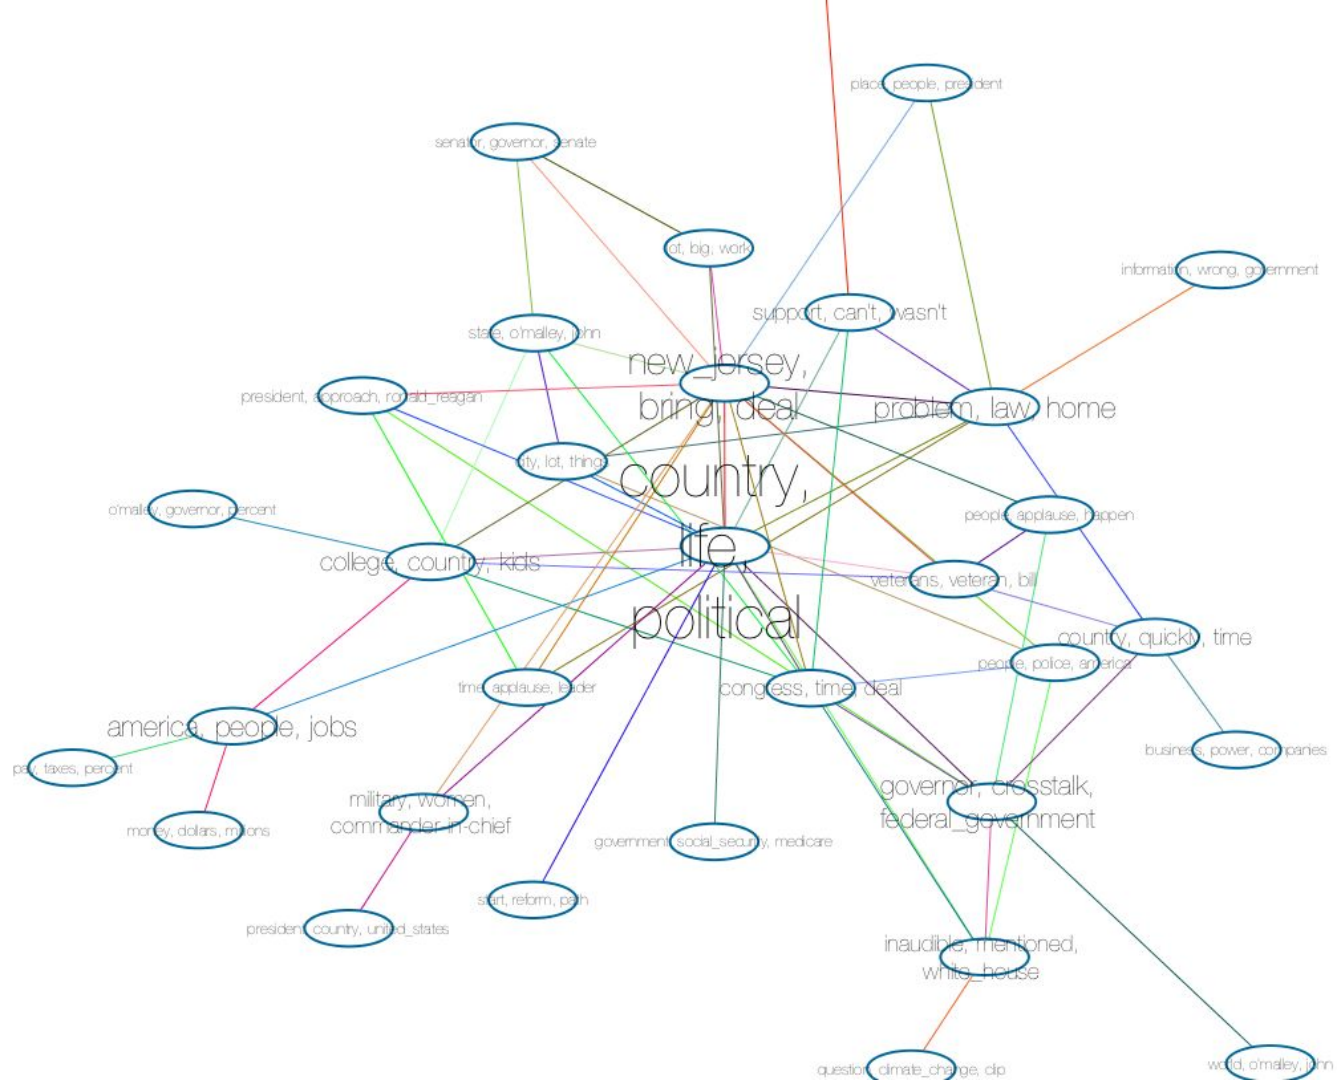 place, people, president
senator, governor, senate
lot, big, work
information, wrong, government
support, can't, wasn't
state, o'malley, john
new_jersey,
bring, deal
president, approach, ronald_reagan
problem, law, home
city, lot, things
country,
life,
political
o'malley, governor, percent
people, applause, happen
college, country, kids
veterans, veteran, bill
country, quickly, time
people, police, america
time, applause, leader
congress, time, deal
america, people, jobs
business, power, companies
pay, taxes, percent
governor, crosstalk,
federal_government
military, women,
commander-in-chief
money, dollars, millions
government, social_security, medicare
start, reform, path
president, country, united_states
inaudible, mentioned,
white_house
question, climate_change, clip
world, o'malley, john